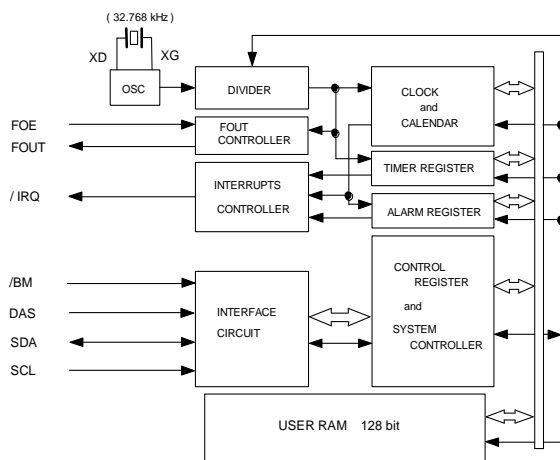 ( 32.768 kHz )
XD
XG
OSC
DIVIDER
CLOCK
and
CALENDAR
FOE
FOUT
FOUT
CONTROLLER
TIMER REGISTER
/ IRQ
INTERRUPTS
CONTROLLER
ALARM REGISTER
/BM
DAS
SDA
SCL
INTERFACE
CIRCUIT
CONTROL
REGISTER
and
SYSTEM
CONTROLLER
USER RAM 128 bit